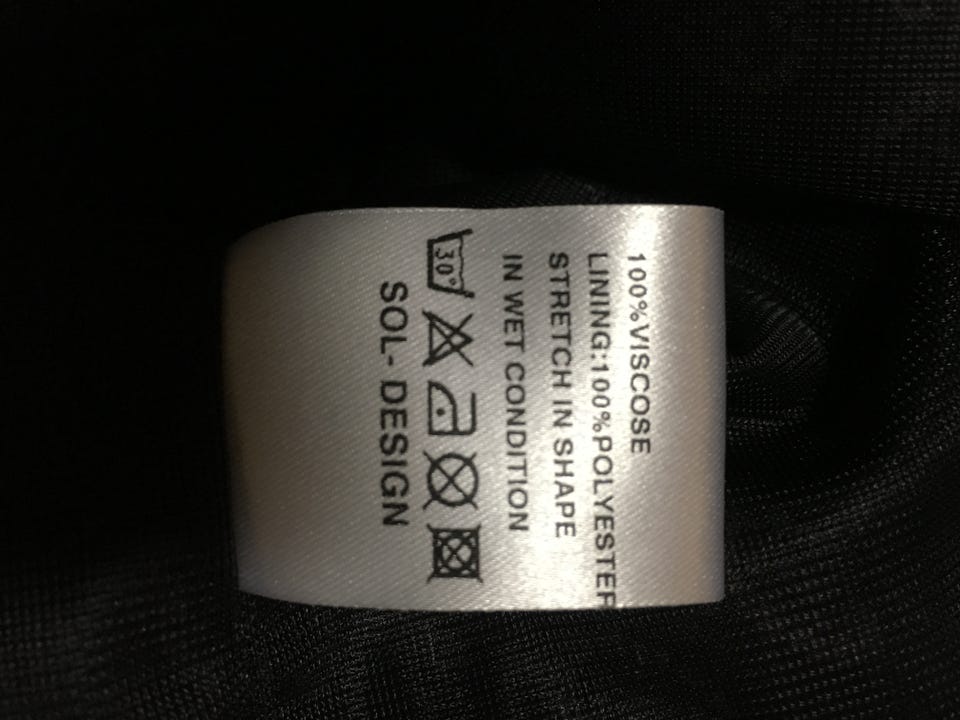 100%VISCOSE
LINING:100%POLYESTER
STRETCH IN SHAPE
IN WET CONDITION
30°
SOL- DESIGN